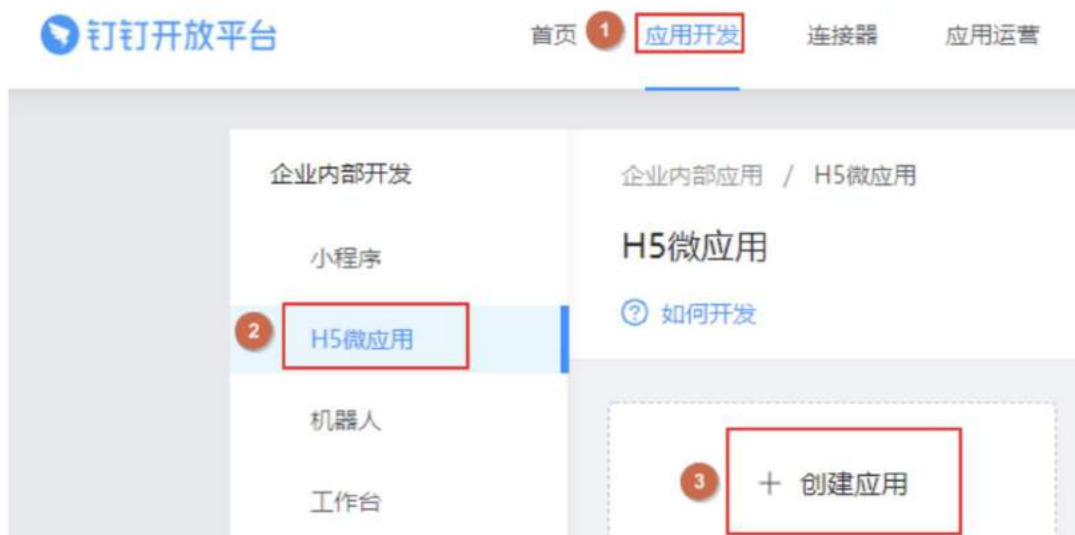 钉钉开放平台 首页 1 应用开发 连接器 应用运营
企业内部开发
小程序
2 H5微应用
机器人
工作台
企业内部应用 / H5微应用
H5微应用
? 如何开发
3 + 创建应用